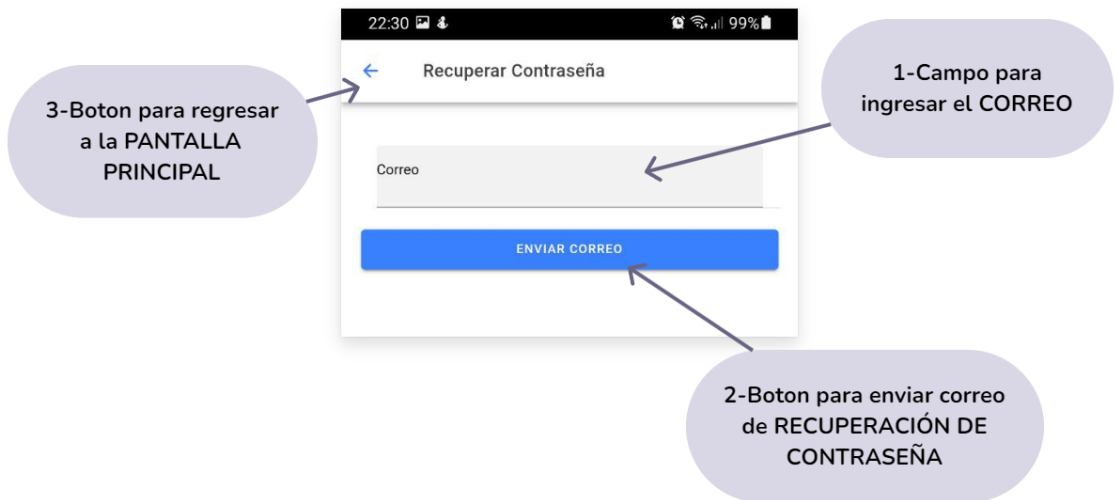 22:30
99%
Recuperar Contraseña
1-Campo para
ingresar el CORREO
3-Boton para regresar
a la PANTALLA
PRINCIPAL
Correo
ENVIAR CORREO
2-Boton para enviar correo
de RECUPERACIÓN DE
CONTRASEÑA